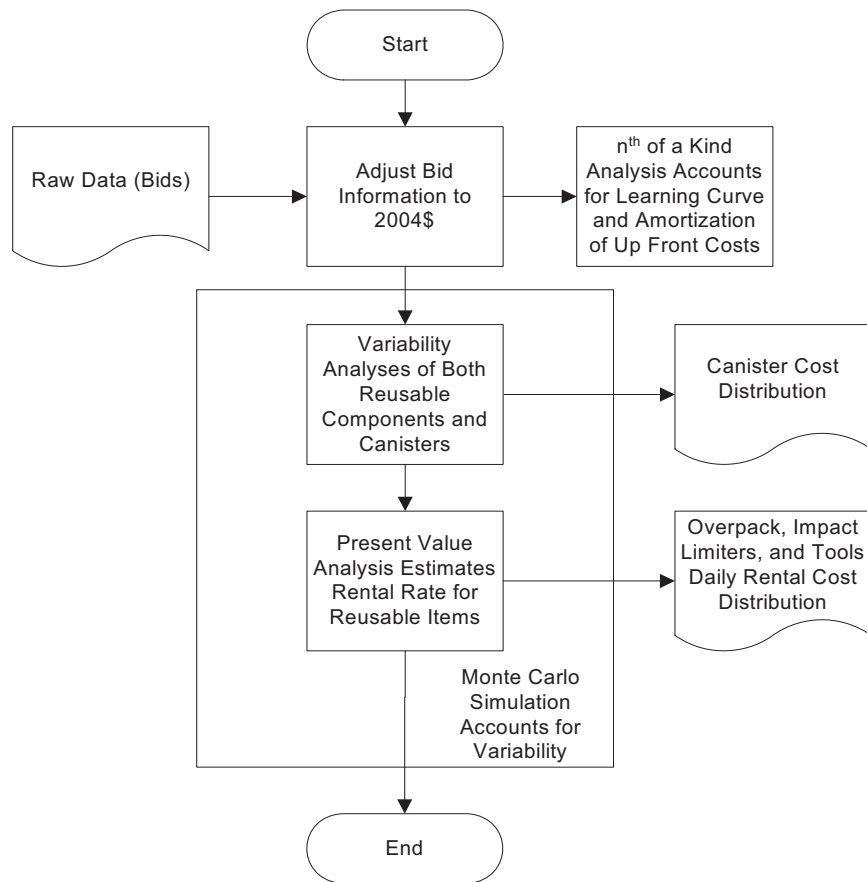 Start
Raw Data (Bids)
Adjust Bid
Information to
2004$
nth of a Kind
Analysis Accounts
for Learning Curve
and Amortization
of Up Front Costs
Variability
Analyses of Both
Reusable
Components and
Canisters
Canister Cost
Distribution
Present Value
Analysis Estimates
Rental Rate for
Reusable Items
Overpack, Impact
Limiters, and Tools
Daily Rental Cost
Distribution
Monte Carlo
Simulation
Accounts for
Variability
End